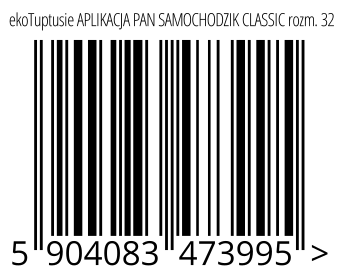 ekoTuptusie APLIKACJA PAN SAMOCHODZIK CLASSIC rozm. 32
5 904083 473995 >